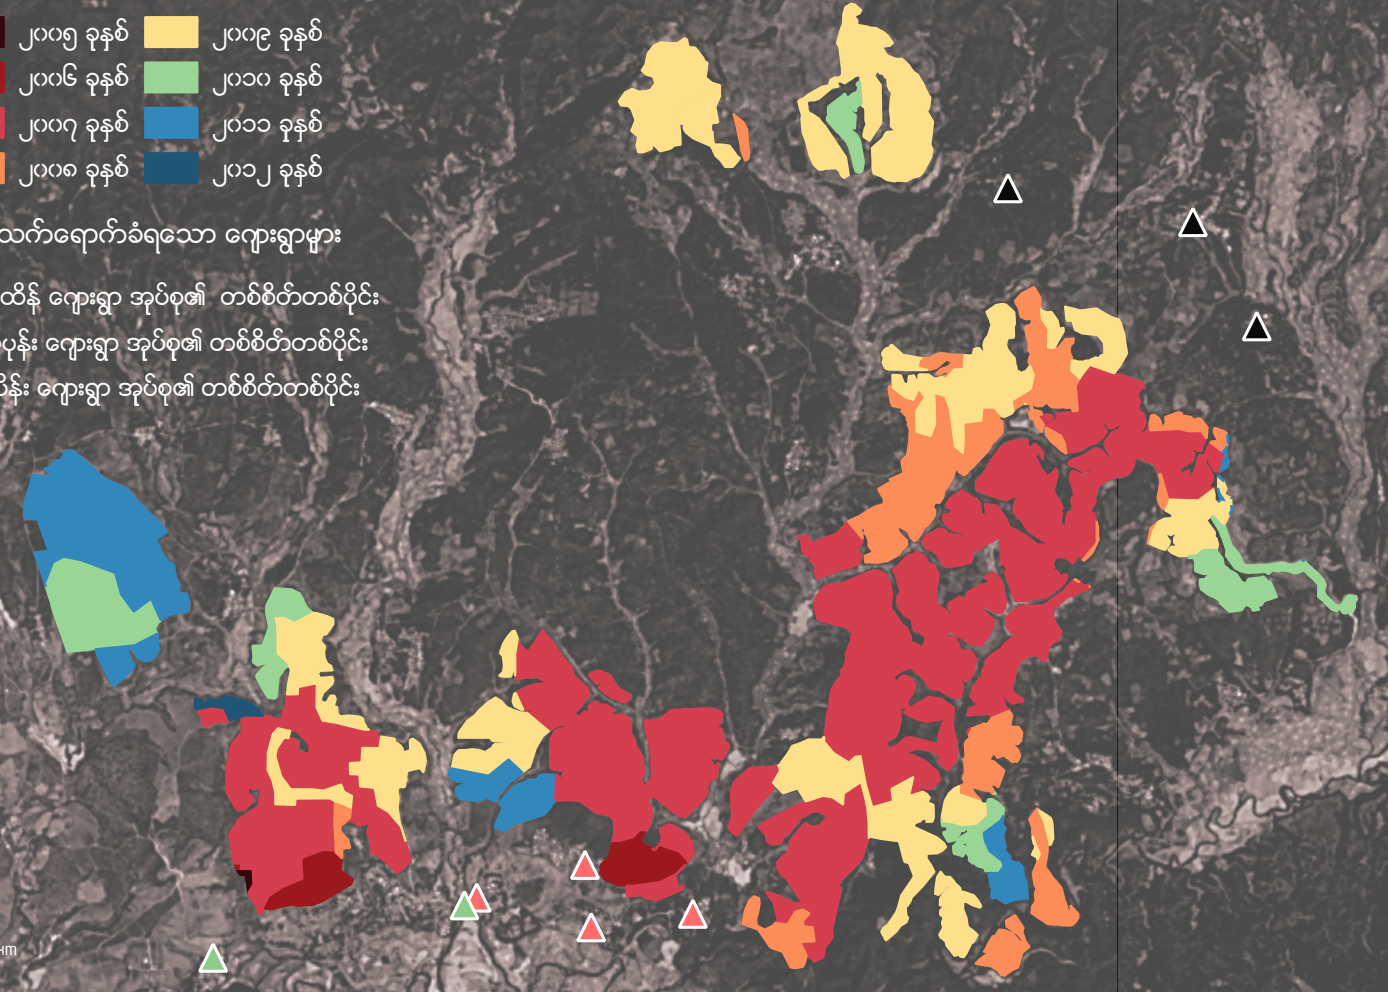 ၂၀၀၅ ခုနှစ် ၂၀၀၉ ခုနှစ်
၂၀၀၆ ခုနှစ် ၂၀၁၀ ခုနှစ်
၂၀၀၇ ခုနှစ် ၂၀၁၁ ခုနှစ်
၂၀၀၈ ခုနှစ် ၂၀၁၂ ခုနှစ်
သက်ရောက်ခံရသော ကျေးရွာများ
ထိန် ကျေးရွာ အုပ်စု၏ တစ်စိတ်တစ်ပိုင်း
ပုန်း ကျေးရွာ အုပ်စု၏ တစ်စိတ်တစ်ပိုင်း
ပိန်း ကျေးရွာ အုပ်စု၏ တစ်စိတ်တစ်ပိုင်း
km